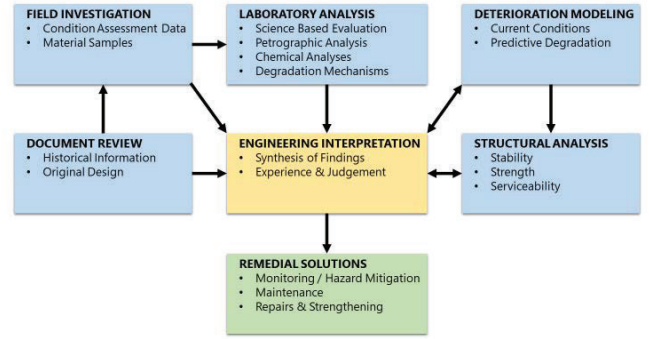 FIELD INVESTIGATION
• Condition Assessment Data
• Material Samples
LABORATORY ANALYSIS
• Science Based Evaluation
• Petrographic Analysis
• Chemical Analyses
• Degradation Mechanisms
DETERIORATION MODELING
• Current Conditions
• Predictive Degradation
DOCUMENT REVIEW
• Historical Information
• Original Design
ENGINEERING INTERPRETATION
• Synthesis of Findings
• Experience & Judgement
STRUCTURAL ANALYSIS
• Stability
• Strength
• Serviceability
REMEDIAL SOLUTIONS
• Monitoring / Hazard Mitigation
• Maintenance
• Repairs & Strengthening